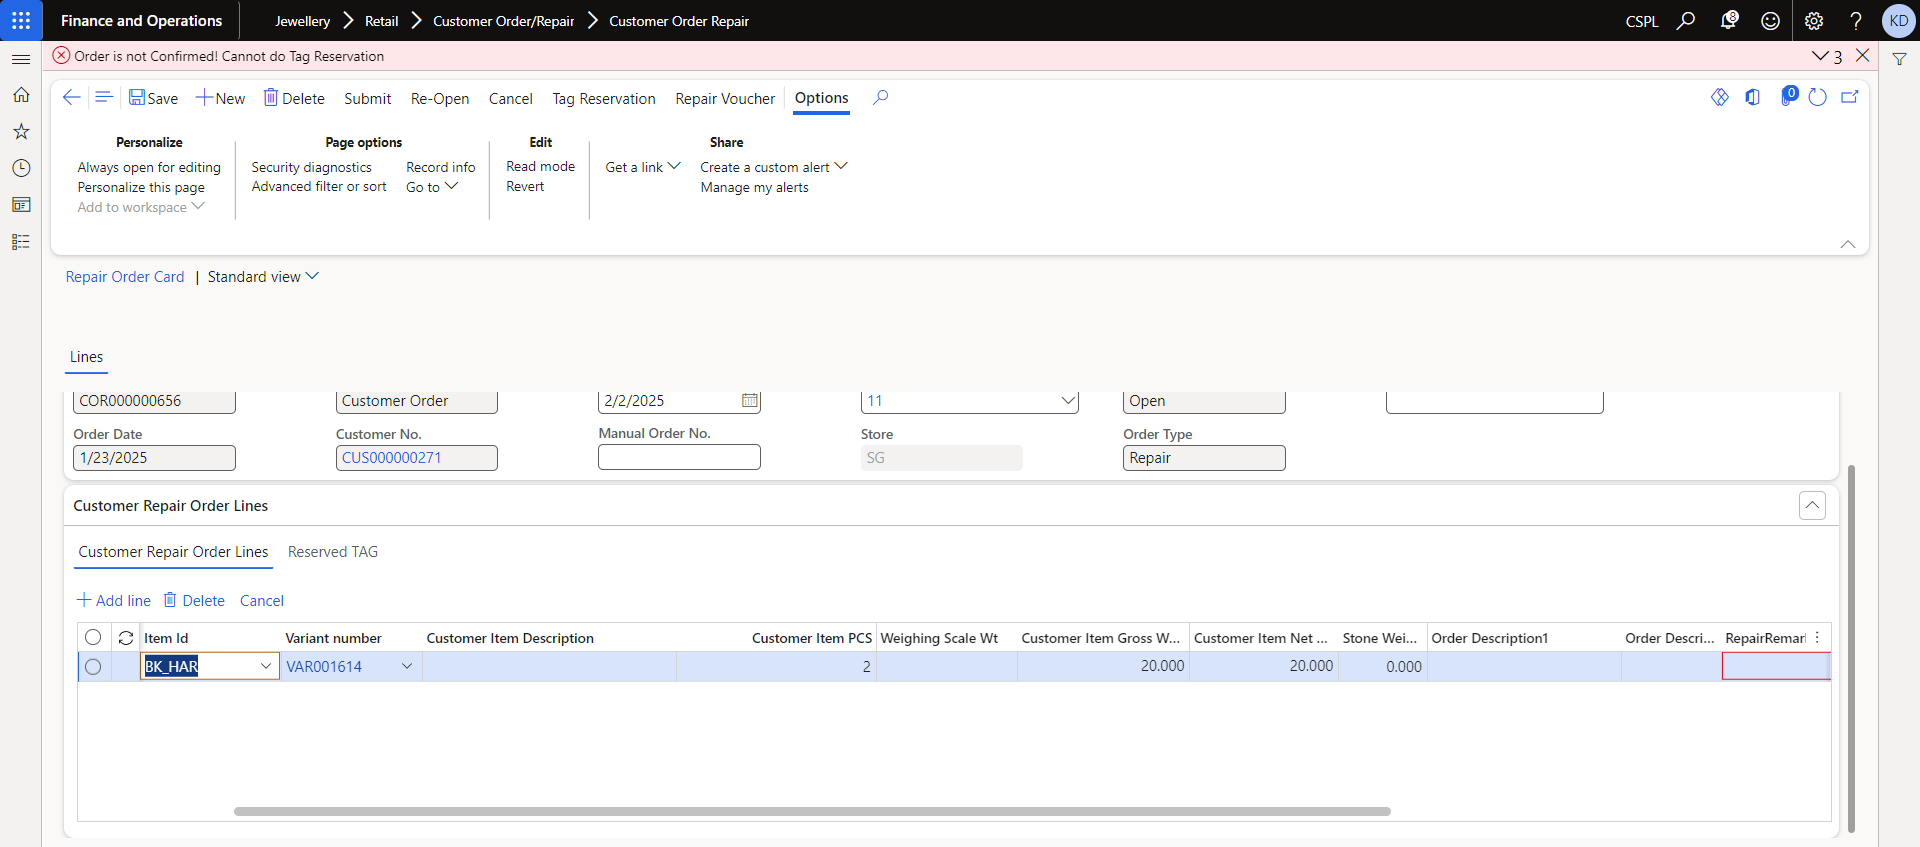 Finance and Operations
Jewellery
Retail
Customer Order/Repair
Customer Order Repair
CSPL
8
KD
Order is not Confirmed! Cannot do Tag Reservation
3
Save
New
Delete
Submit
Re-Open
Cancel
Tag Reservation
Repair Voucher
Options
0
Personalize
Always open for editing
Personalize this page
Add to workspace
Page options
Security diagnostics
Advanced filter or sort
Record info
Go to
Edit
Read mode
Revert
Share
Get a link
Create a custom alert
Manage my alerts
Repair Order Card | Standard view
Lines
COR000000656
Customer Order
2/2/2025
11
Open
Order Date
1/23/2025
Customer No.
CUS000000271
Manual Order No.
Store
SG
Order Type
Repair
Customer Repair Order Lines
Customer Repair Order Lines
Reserved TAG
Add line
Delete
Cancel
Item Id
Variant number
Customer Item Description
Customer Item PCS
Weighing Scale Wt
Customer Item Gross W...
Customer Item Net ...
Stone Wei...
Order Description1
Order Descri...
RepairRemar
BK_HAR
VAR001614
2
20.000
20.000
0.000